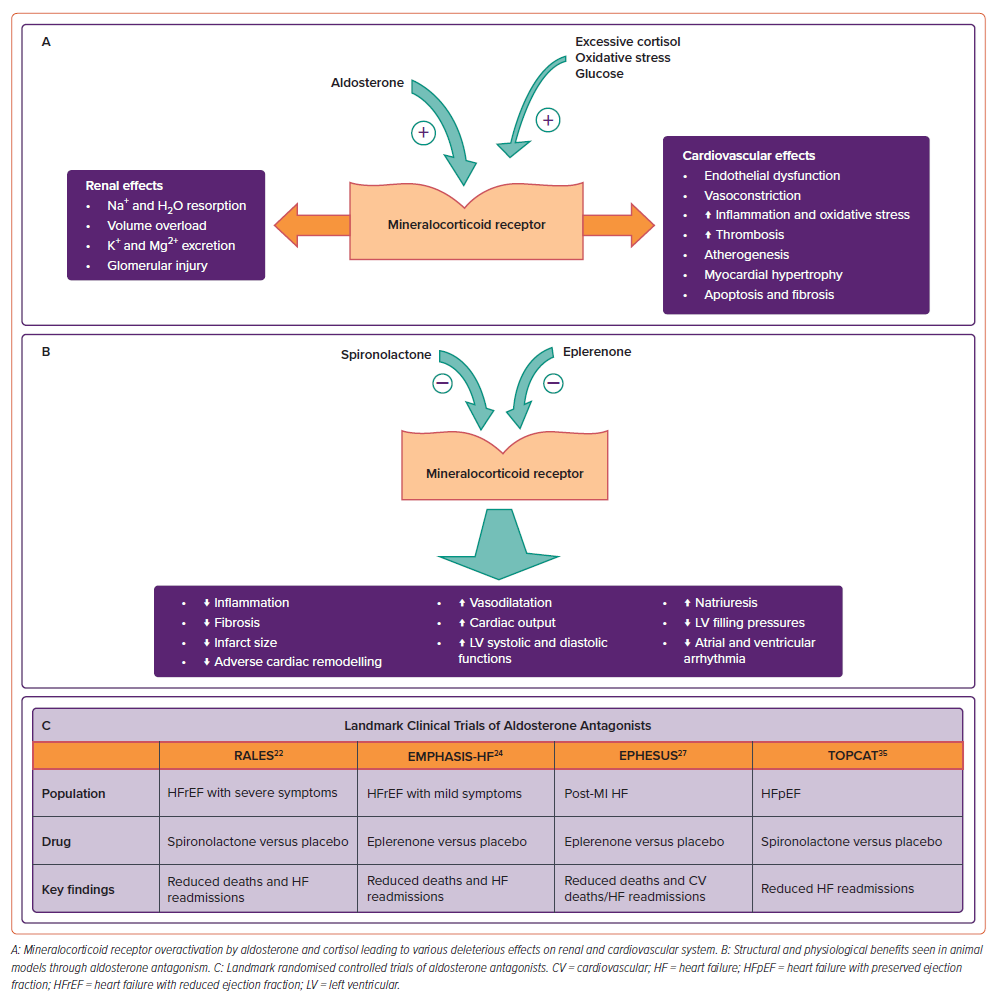 A
Excessive cortisol
Oxidative stress
Glucose
Aldosterone
+
+
Renal effects
• Na⁺ and H₂O resorption
• Volume overload
• K⁺ and Mg²⁺ excretion
• Glomerular injury
Mineralocorticoid receptor
Cardiovascular effects
• Endothelial dysfunction
• Vasoconstriction
• ⬆ Inflammation and oxidative stress
• ⬆ Thrombosis
• Atherogenesis
• Myocardial hypertrophy
• Apoptosis and fibrosis
B
Spironolactone
Eplerenone
−
−
Mineralocorticoid receptor
• ⬇ Inflammation
• ⬇ Fibrosis
• ⬇ Infarct size
• ⬇ Adverse cardiac remodelling
• ⬆ Vasodilatation
• ⬆ Cardiac output
• ⬆ LV systolic and diastolic
functions
• ⬆ Natriuresis
• ⬇ LV filling pressures
• ⬇ Atrial and ventricular
arrhythmia
C
Landmark Clinical Trials of Aldosterone Antagonists
RALES²² EMPHASIS-HF²⁴ EPHESUS²⁷ TOPCAT³⁵
Population
HFrEF with severe symptoms
HFrEF with mild symptoms
Post-MI HF
HFpEF
Drug
Spironolactone versus placebo
Eplerenone versus placebo
Eplerenone versus placebo
Spironolactone versus placebo
Key findings
Reduced deaths and HF
readmissions
Reduced deaths and HF
readmissions
Reduced deaths and CV
deaths/HF readmissions
Reduced HF readmissions
A: Mineralocorticoid receptor overactivation by aldosterone and cortisol leading to various deleterious effects on renal and cardiovascular system. B: Structural and physiological benefits seen in animal
models through aldosterone antagonism. C: Landmark randomised controlled trials of aldosterone antagonists. CV = cardiovascular; HF = heart failure; HFpEF = heart failure with preserved ejection
fraction; HFrEF = heart failure with reduced ejection fraction; LV = left ventricular.